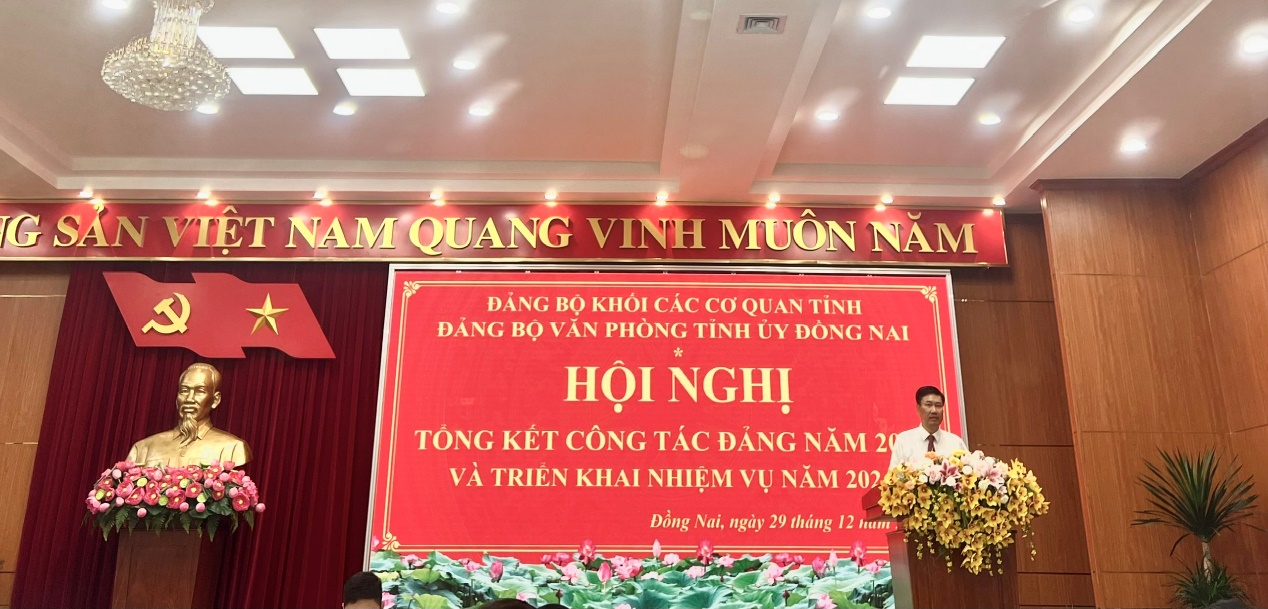 SẢN VIỆT NAM QUANG VINH MUÔN NĂM
ĐẢNG BỘ KHỐI CÁC CƠ QUAN TỈNH
ĐẢNG BỘ VĂN PHÒNG TỈNH ỦY ĐỒNG NAI
*
HỘI NGHỊ
TỔNG KẾT CÔNG TÁC ĐẢNG NĂM
VÀ TRIỂN KHAI NHIỆM VỤ NĂM
Đồng Nai, ngày 29 tháng 12 năm